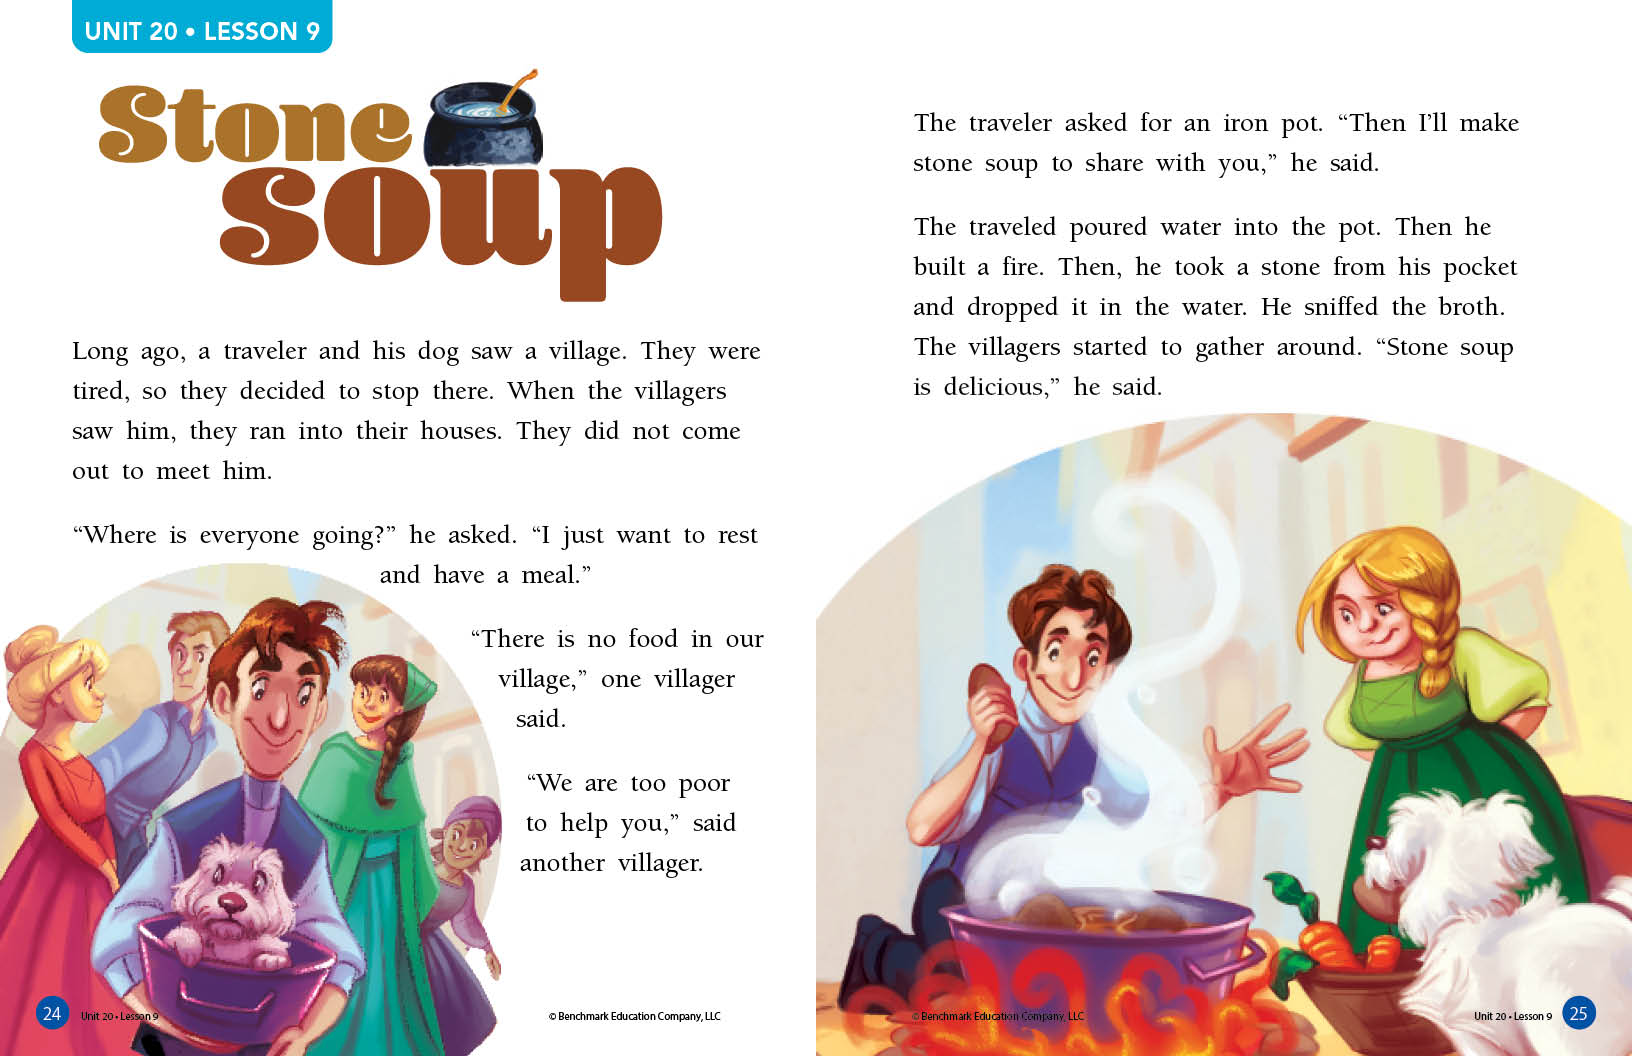 UNIT 20 • LESSON 9
Stone
Soup
Long ago, a traveler and his dog saw a village. They were
tired, so they decided to stop there. When the villagers
saw him, they ran into their houses. They did not come
out to meet him.
“Where is everyone going?” he asked. “I just want to rest
and have a meal.”
“There is no food in our
village,” one villager
said.
“We are too poor
to help you,” said
another villager.
24
Unit 20 • Lesson 9
© Benchmark Education Company, LLC
The traveler asked for an iron pot. “Then I’ll make
stone soup to share with you,” he said.
The traveled poured water into the pot. Then he
built a fire. Then, he took a stone from his pocket
and dropped it in the water. He sniffed the broth.
The villagers started to gather around. “Stone soup
is delicious,” he said.
© Benchmark Education Company, LLC
Unit 20 • Lesson 9
25